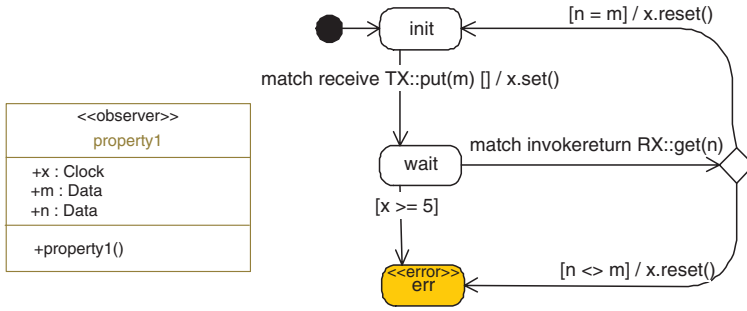 <<observer>>
property1
+x : Clock
+m : Data
+n : Data
+property1()
init
[n = m] / x.reset()
match receive TX::put(m) [] / x.set()
wait
match invokereturn RX::get(n)
[x >= 5]
<<error>>
err
[n <> m] / x.reset()